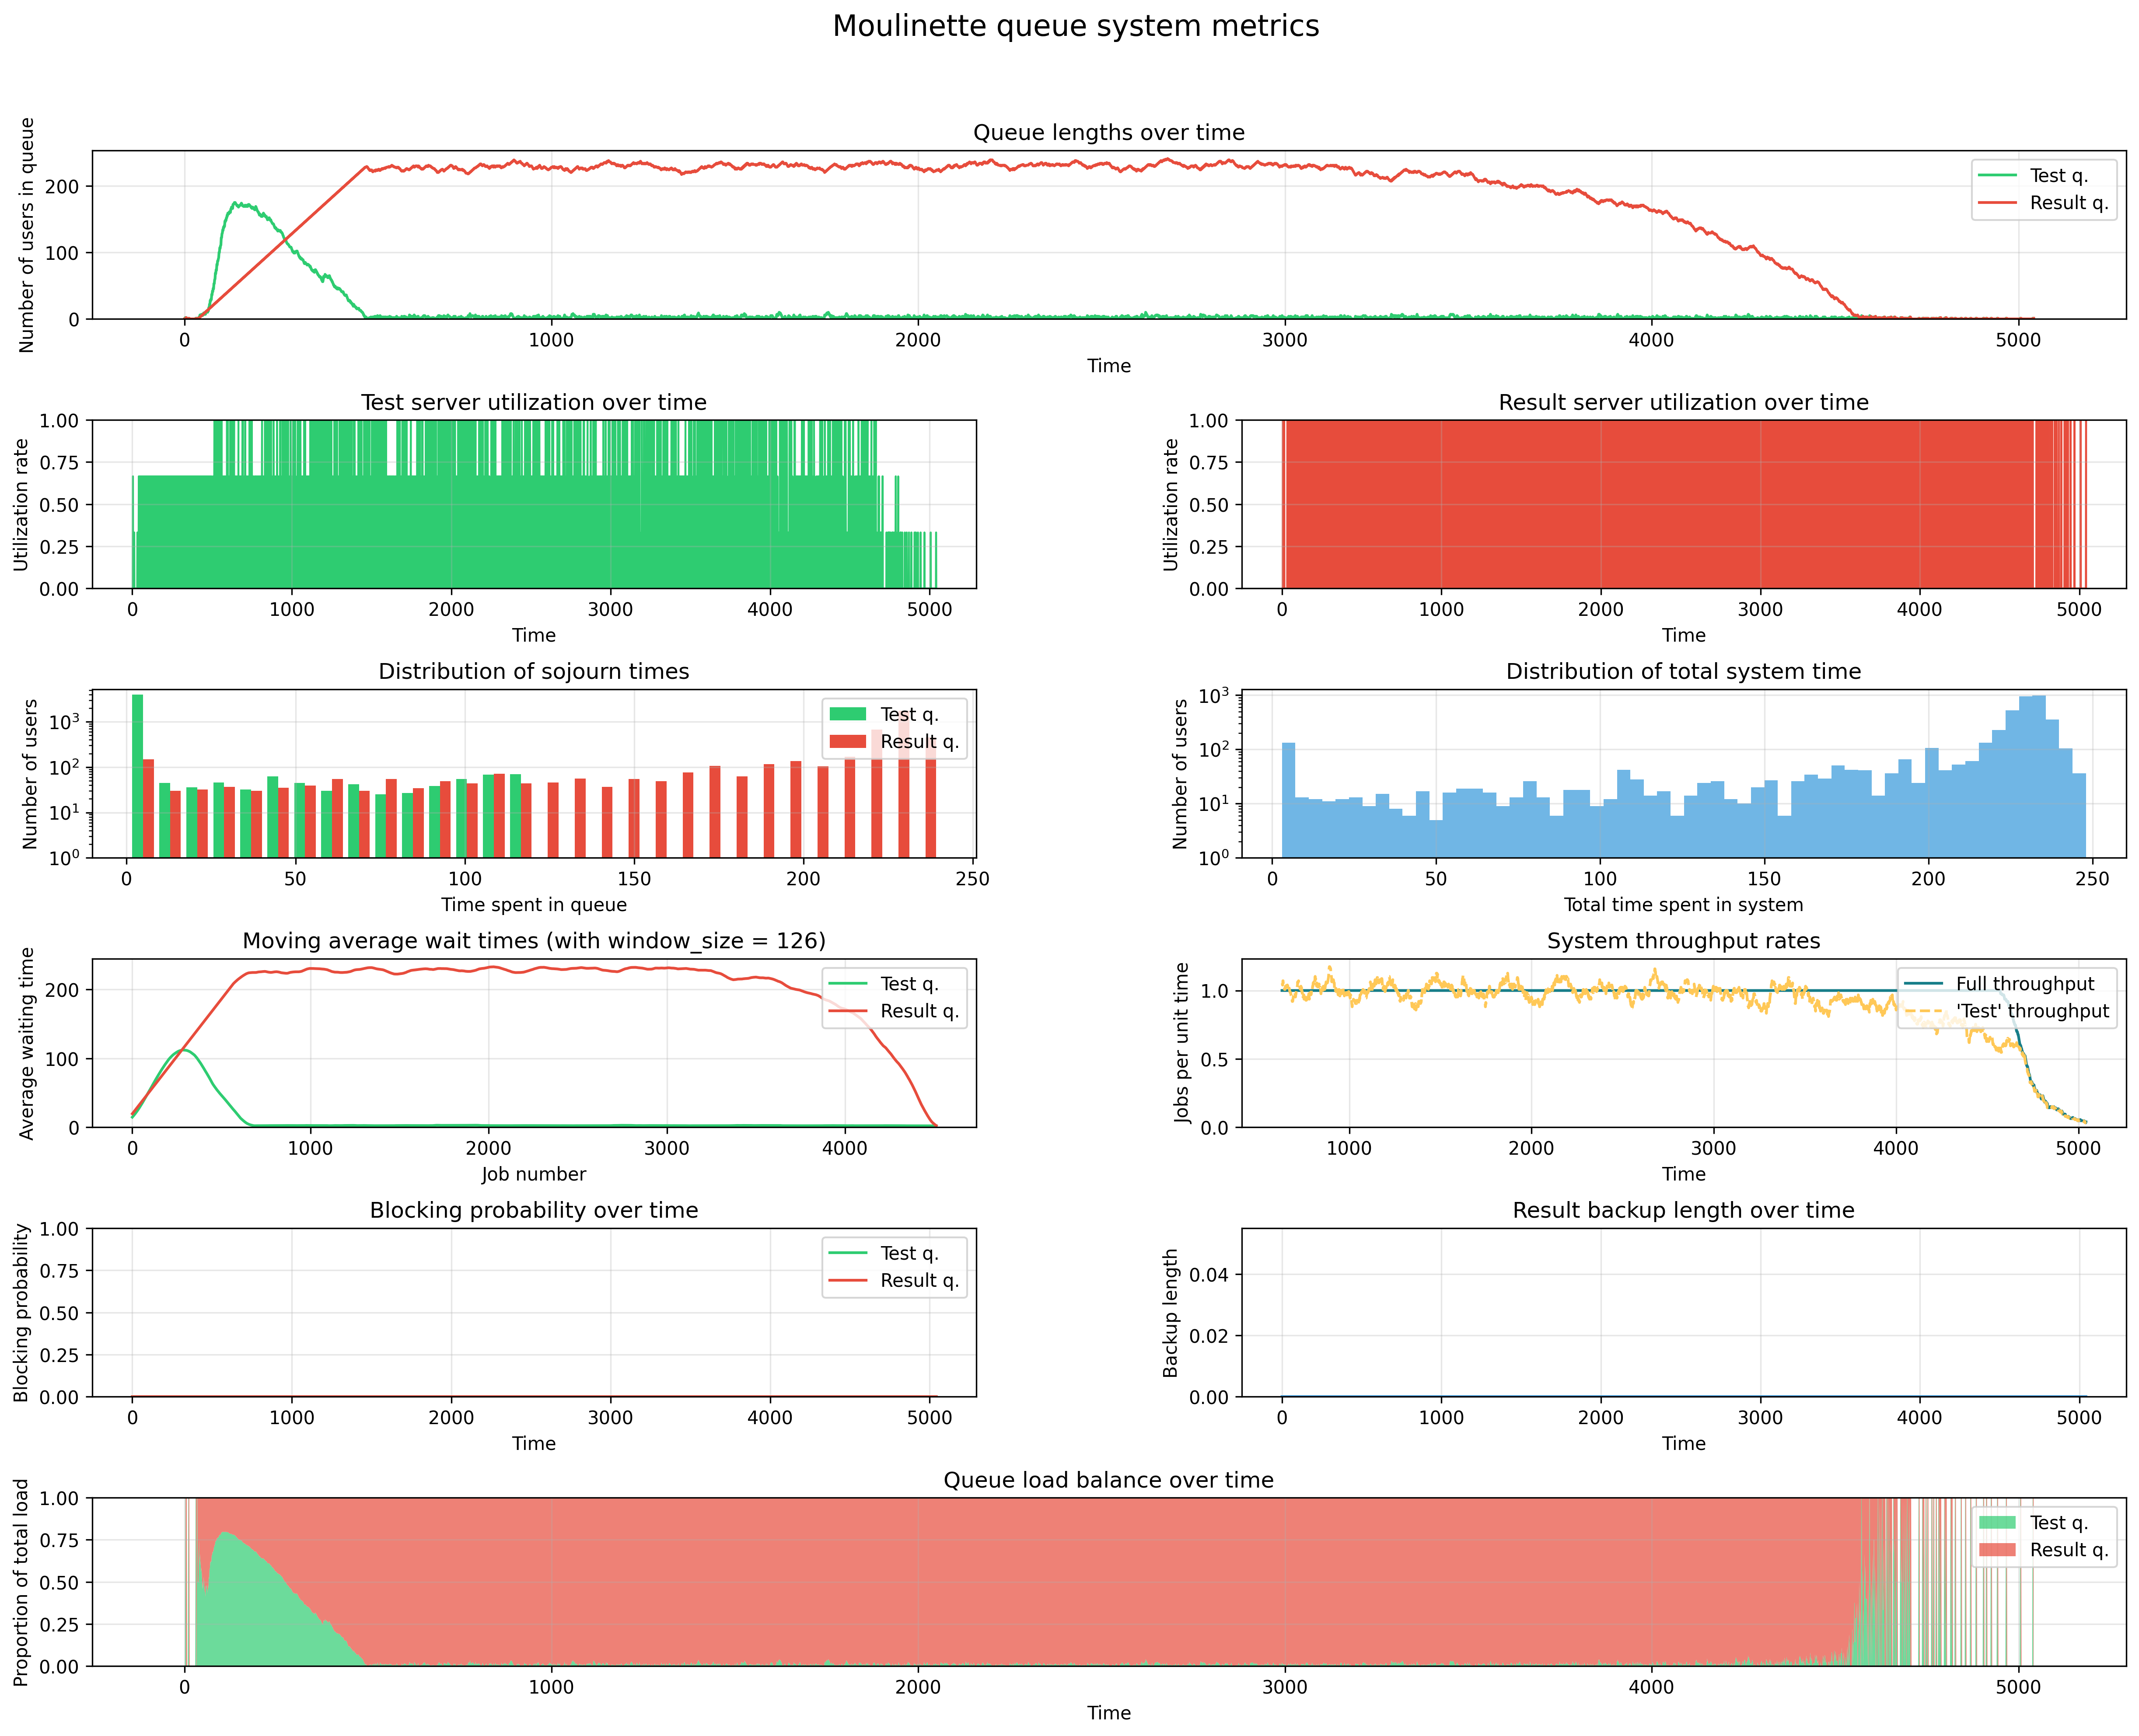 Moulinette queue system metrics
Queue lengths over time
Number of users in queue
200
100
0
Test q.
Result q.
0 1000 2000 3000 4000 5000
Time
Test server utilization over time
Utilization rate
1.00
0.75
0.50
0.25
0.00
0 1000 2000 3000 4000 5000
Time
Result server utilization over time
Utilization rate
1.00
0.75
0.50
0.25
0.00
0 1000 2000 3000 4000 5000
Time
Distribution of sojourn times
Number of users
10³
10²
10¹
10⁰
Test q.
Result q.
0 50 100 150 200 250
Time spent in queue
Distribution of total system time
Number of users
10³
10²
10¹
10⁰
0 50 100 150 200 250
Total time spent in system
Moving average wait times (with window_size = 126)
Average waiting time
200
100
0
Test q.
Result q.
0 1000 2000 3000 4000
Job number
System throughput rates
Jobs per unit time
1.0
0.5
0.0
Full throughput
'Test' throughput
1000 2000 3000 4000 5000
Time
Blocking probability over time
Blocking probability
1.00
0.75
0.50
0.25
0.00
Test q.
Result q.
0 1000 2000 3000 4000 5000
Time
Result backup length over time
Backup length
0.04
0.02
0.00
0 1000 2000 3000 4000 5000
Time
Queue load balance over time
Proportion of total load
1.00
0.75
0.50
0.25
0.00
Test q.
Result q.
0 1000 2000 3000 4000 5000
Time